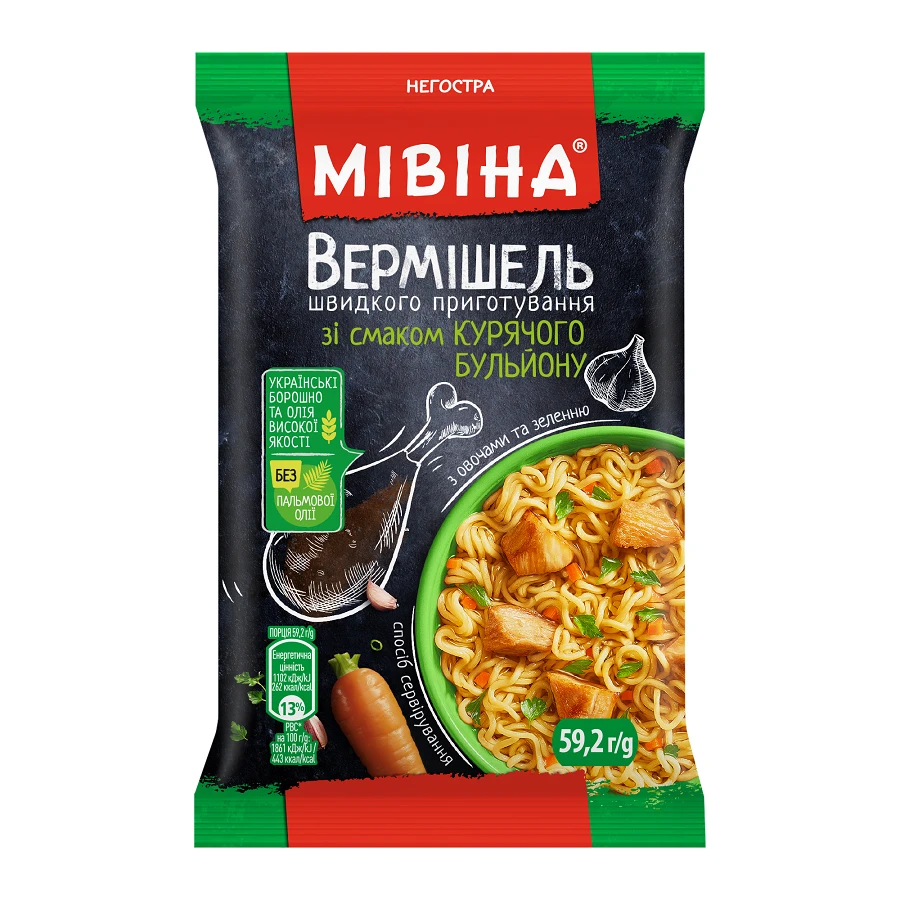 НЕГОСТРА
МІВІНА®
ВЕРМІШЕЛЬ
ШВИДКОГО ПРИГОТУВАННЯ
ЗІ СМАКОМ КУРЯЧОГО
БУЛЬЙОНУ
З ОВОЧАМИ ТА ЗЕЛЕННЮ
УКРАЇНСЬКІ
БОРОШНО
ТА ОЛІЯ
ВИСОКОЇ
ЯКОСТІ
БЕЗ
ПАЛЬМОВОЇ
ОЛІЇ
спосіб сервірування
ПОРЦІЯ 59,2 г/g
Енергетична
цінність
1102 кДж/kJ
262 ккал/kcal
13%
РВС*
на 100 г/g:
1861 кДж/kJ /
443 ккал/kcal
59,2 г/g